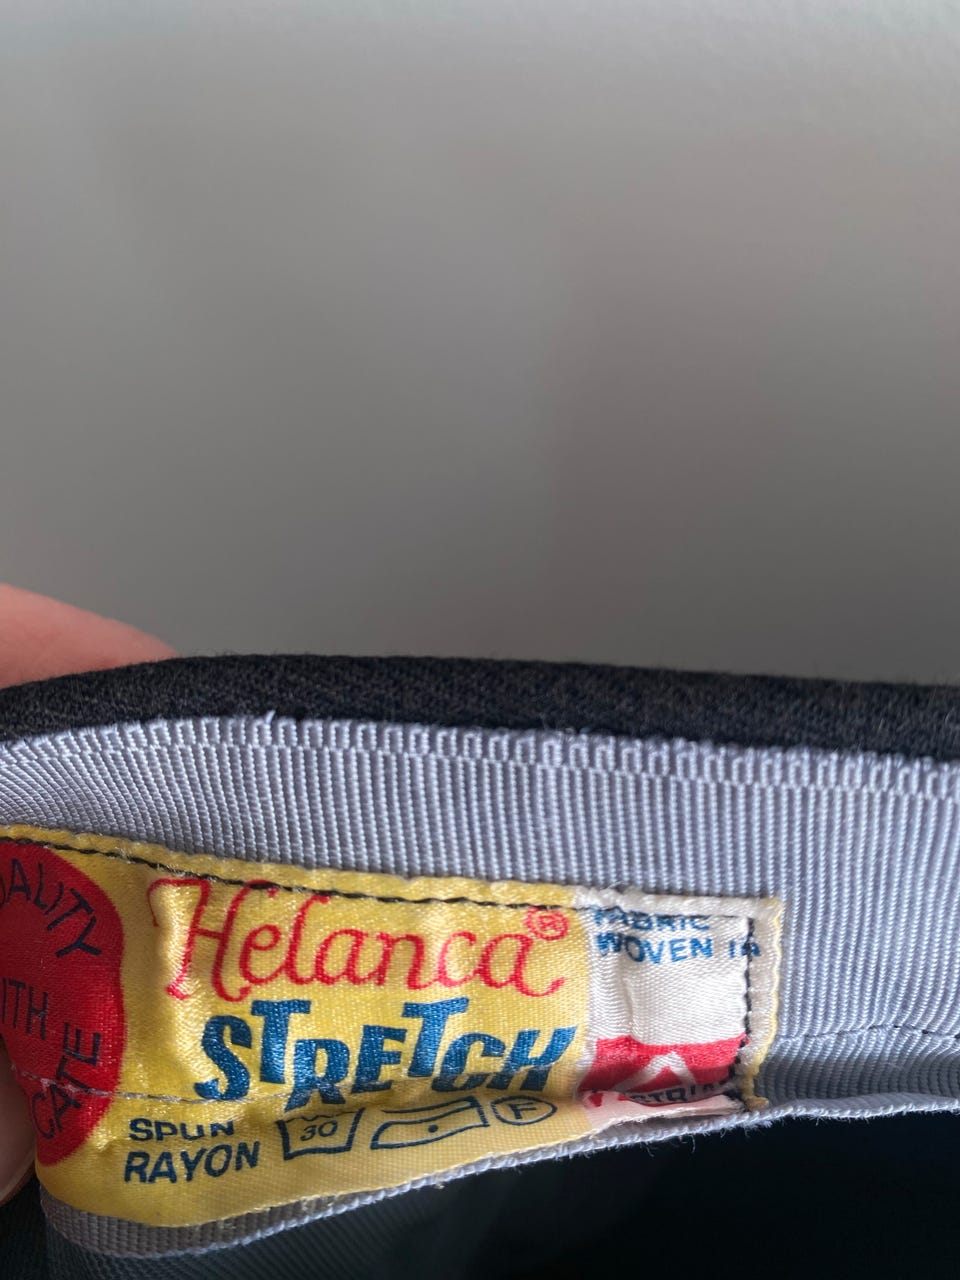 Helanca®
STRETCH
SPUN
RAYON
30
F
FABRIC
WOVEN IN